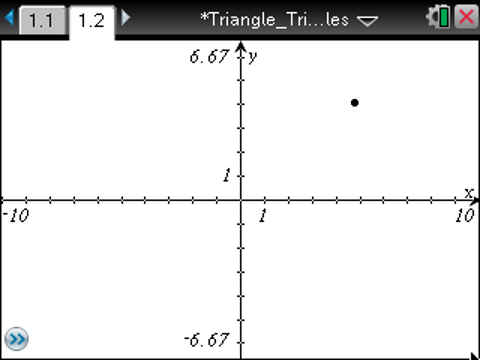 1.1 1.2 *Triangle_Tri...les
6.67 y
1
x
-10 1 10
-6.67